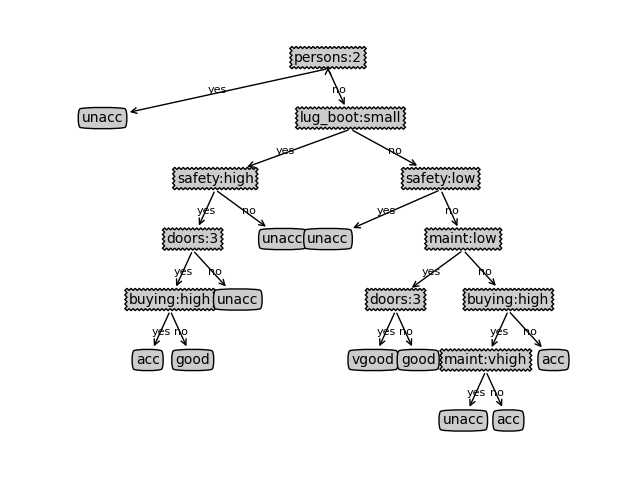 persons:2
yes no
unacc lug_boot:small
yes no
safety:high safety:low
yes no yes no
doors:3 unacc unacc maint:low
yes no yes no
buying:high unacc doors:3 buying:high
yes no yes no yes no
acc good vgood good maint:vhigh acc
yes no
unacc acc